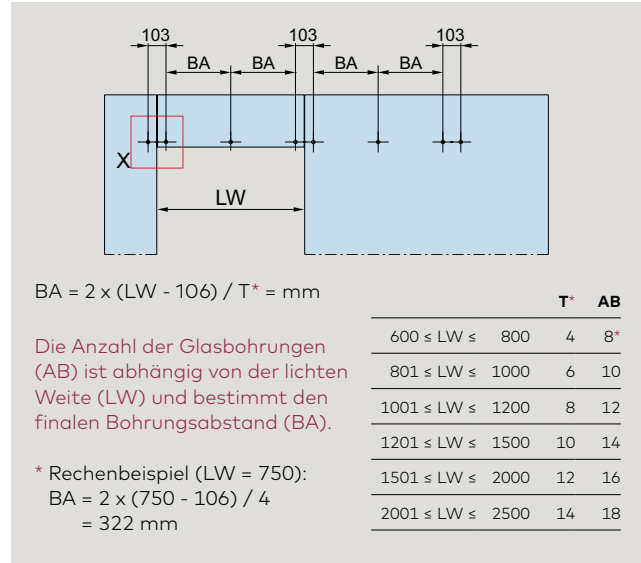 103 103 103
BA BA BA BA
X
LW
BA = 2 x (LW - 106) / T* = mm
Die Anzahl der Glasbohrungen
(AB) ist abhängig von der lichten
Weite (LW) und bestimmt den
finalen Bohrungsabstand (BA).
* Rechenbeispiel (LW = 750):
BA = 2 x (750 - 106) / 4
= 322 mm
T* AB
600 ≤ LW ≤ 800 4 8*
801 ≤ LW ≤ 1000 6 10
1001 ≤ LW ≤ 1200 8 12
1201 ≤ LW ≤ 1500 10 14
1501 ≤ LW ≤ 2000 12 16
2001 ≤ LW ≤ 2500 14 18